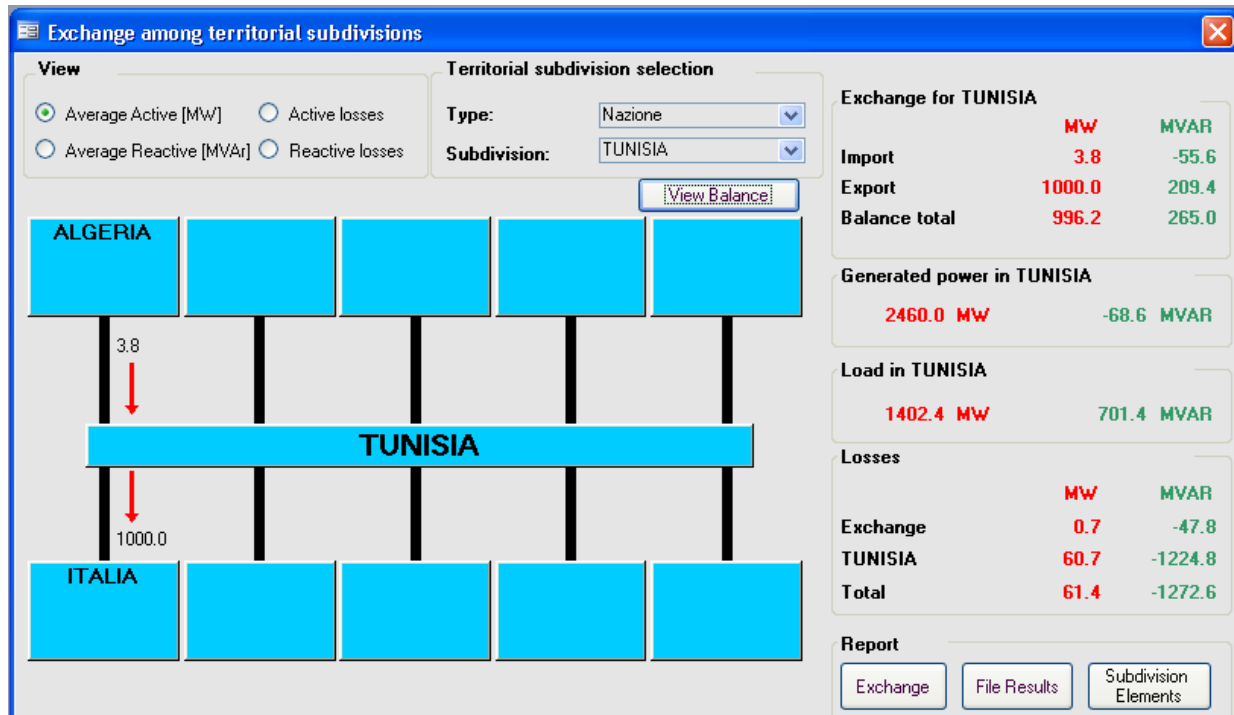 Exchange among territorial subdivisions
View
Average Active [MW] Active losses
Average Reactive [MVAr] Reactive losses
Territorial subdivision selection
Type: Nazione
Subdivision: TUNISIA
View Balance
ALGERIA
3.8
TUNISIA
1000.0
ITALIA
Exchange for TUNISIA
MW MVAR
Import 3.8 -55.6
Export 1000.0 209.4
Balance total 996.2 265.0
Generated power in TUNISIA
2460.0 MW -68.6 MVAR
Load in TUNISIA
1402.4 MW 701.4 MVAR
Losses
MW MVAR
Exchange 0.7 -47.8
TUNISIA 60.7 -1224.8
Total 61.4 -1272.6
Report
Exchange
File Results
Subdivision
Elements